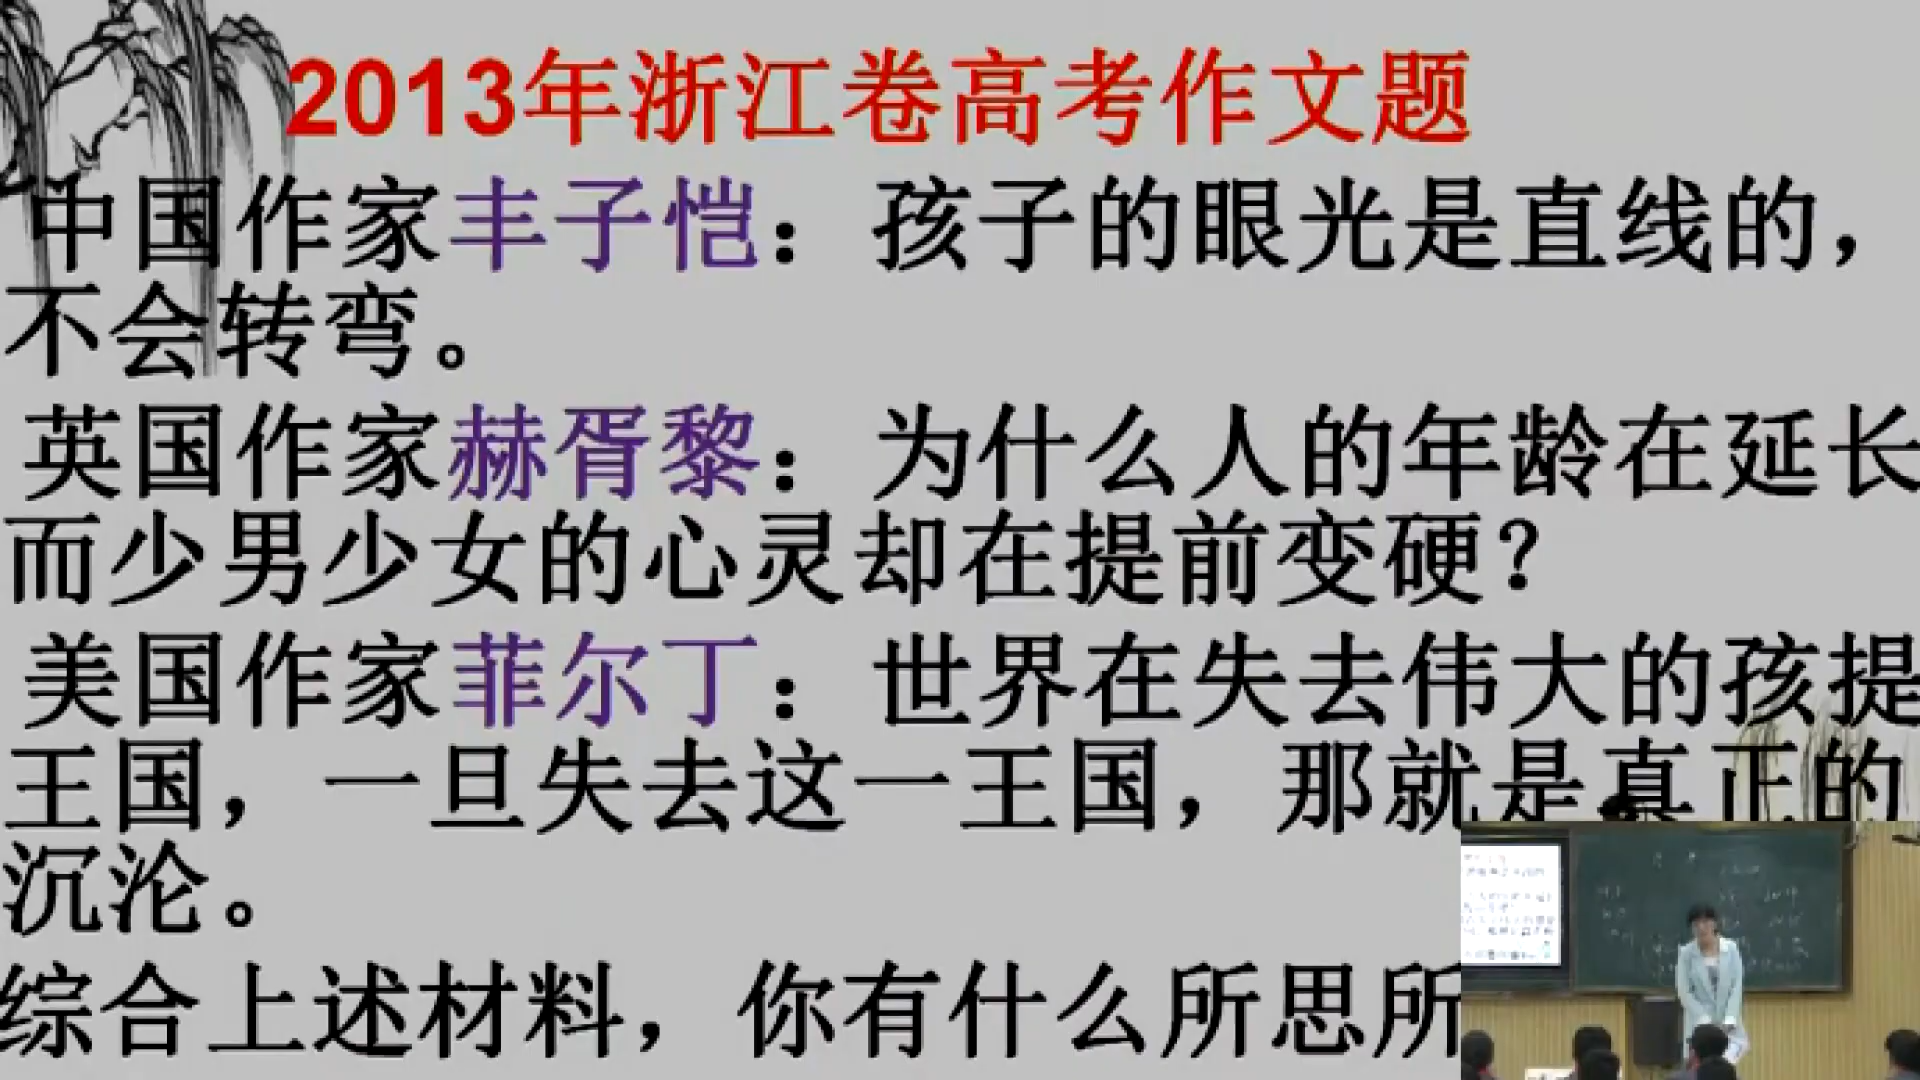 2013年浙江卷高考作文题
中国作家丰子恺：孩子的眼光是直线的，
不会转弯。
英国作家赫胥黎：为什么人的年龄在延长
而少男少女的心灵却在提前变硬？
美国作家菲尔丁：世界在失去伟大的孩提
王国，一旦失去这一王国，那就是真正的
沉沦。
综合上述材料，你有什么所思所